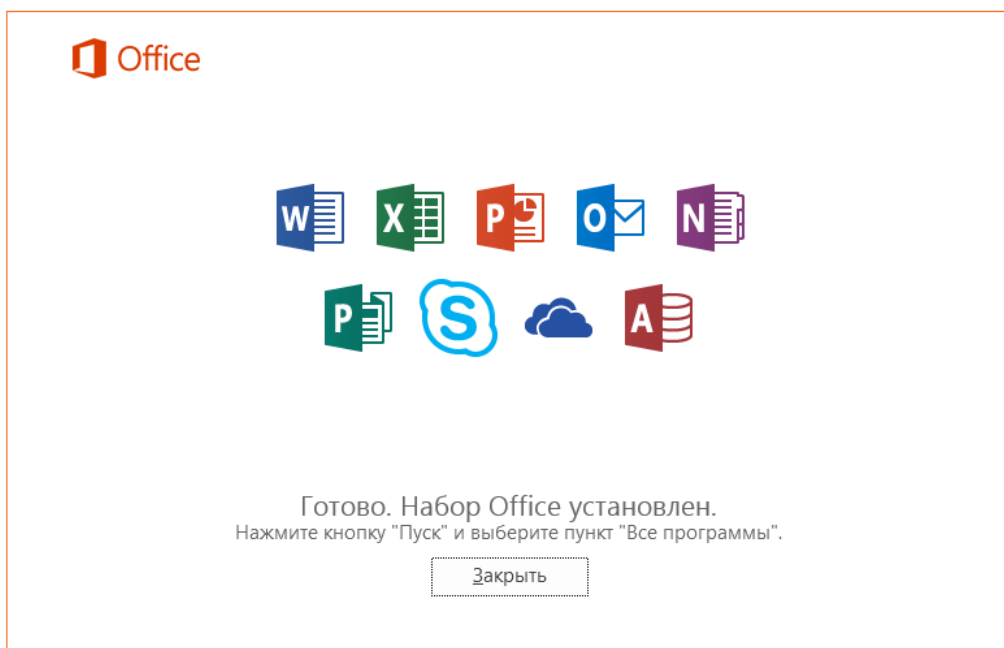 Office
W X P O N
P S A
Готово. Набор Office установлен.
Нажмите кнопку "Пуск" и выберите пункт "Все программы".
Закрыть